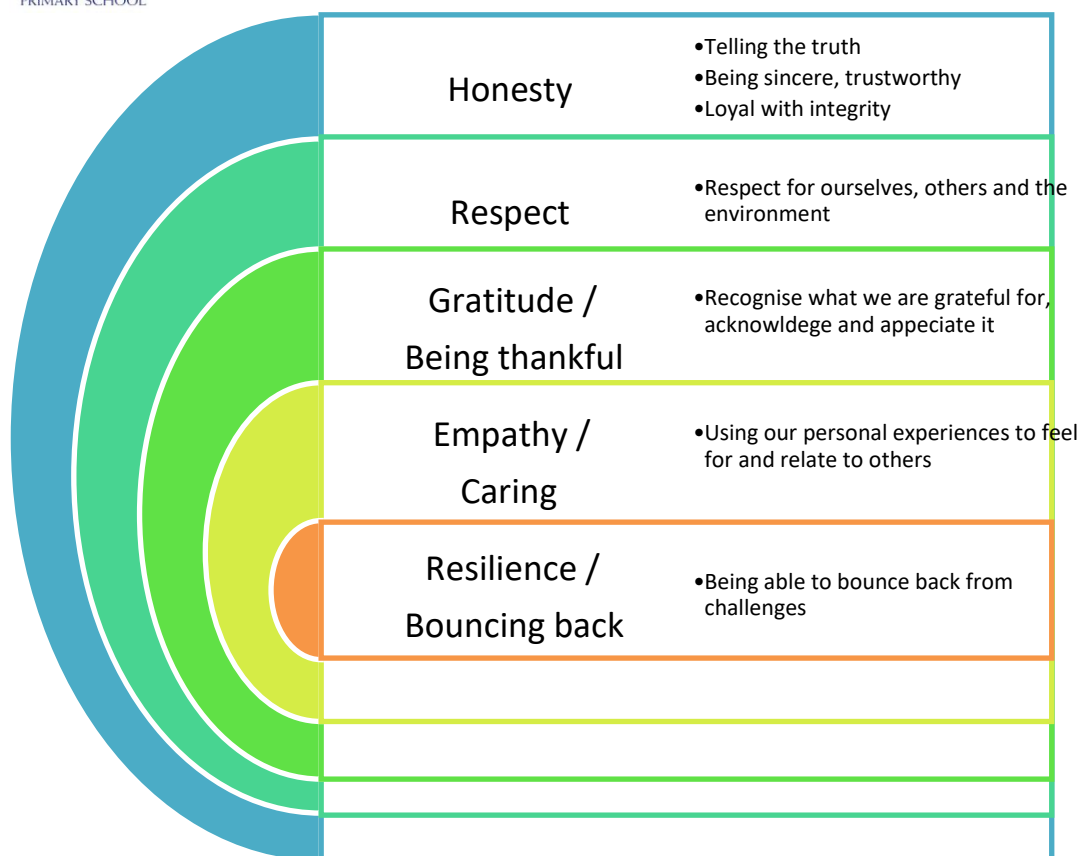 PRIMARY SCHOOL
Honesty
•Telling the truth
•Being sincere, trustworthy
•Loyal with integrity
Respect
•Respect for ourselves, others and the
environment
Gratitude /
Being thankful
•Recognise what we are grateful for,
acknowldege and appeciate it
Empathy /
Caring
•Using our personal experiences to feel
for and relate to others
Resilience /
Bouncing back
•Being able to bounce back from
challenges